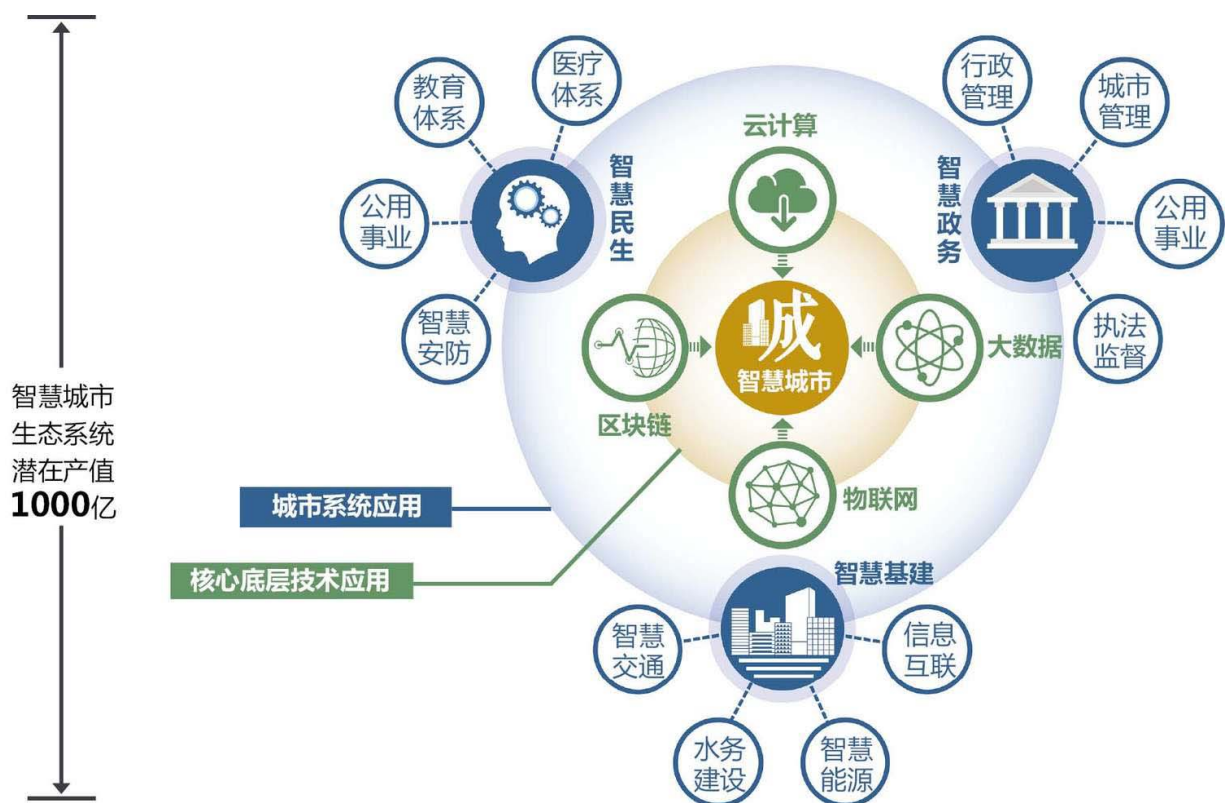 医疗
体系
教育
体系
公用
事业
智慧
安防
智慧民生
行政
管理
城市
管理
公用
事业
执法
监督
智慧政务
云计算
大数据
区块链
物联网
城
智慧城市
智慧城市
生态系统
潜在产值
1000亿
城市系统应用
核心底层技术应用
智慧基建
智慧
交通
信息
互联
水务
建设
智慧
能源